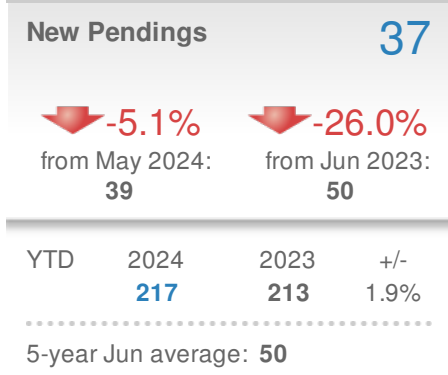 New Pendings 37
-5.1% -26.0%
from May 2024: from Jun 2023:
39 50
YTD 2024 2023 +/-
217 213 1.9%
5-year Jun average: 50